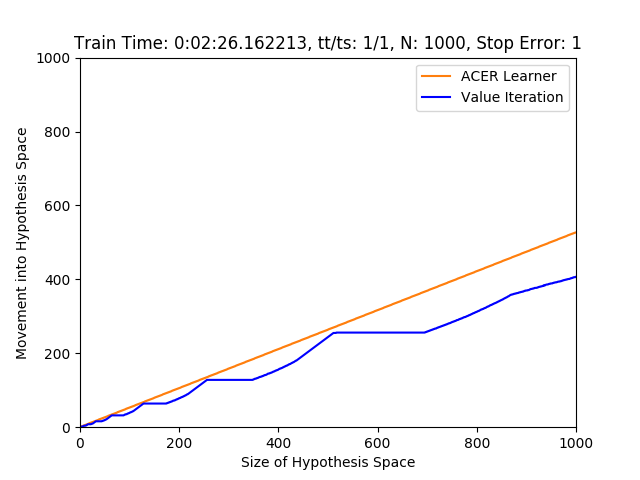 Train Time: 0:02:26.162213, tt/ts: 1/1, N: 1000, Stop Error: 1
ACER Learner
Value Iteration
1000
800
600
400
200
0
Movement into Hypothesis Space
0 200 400 600 800 1000
Size of Hypothesis Space